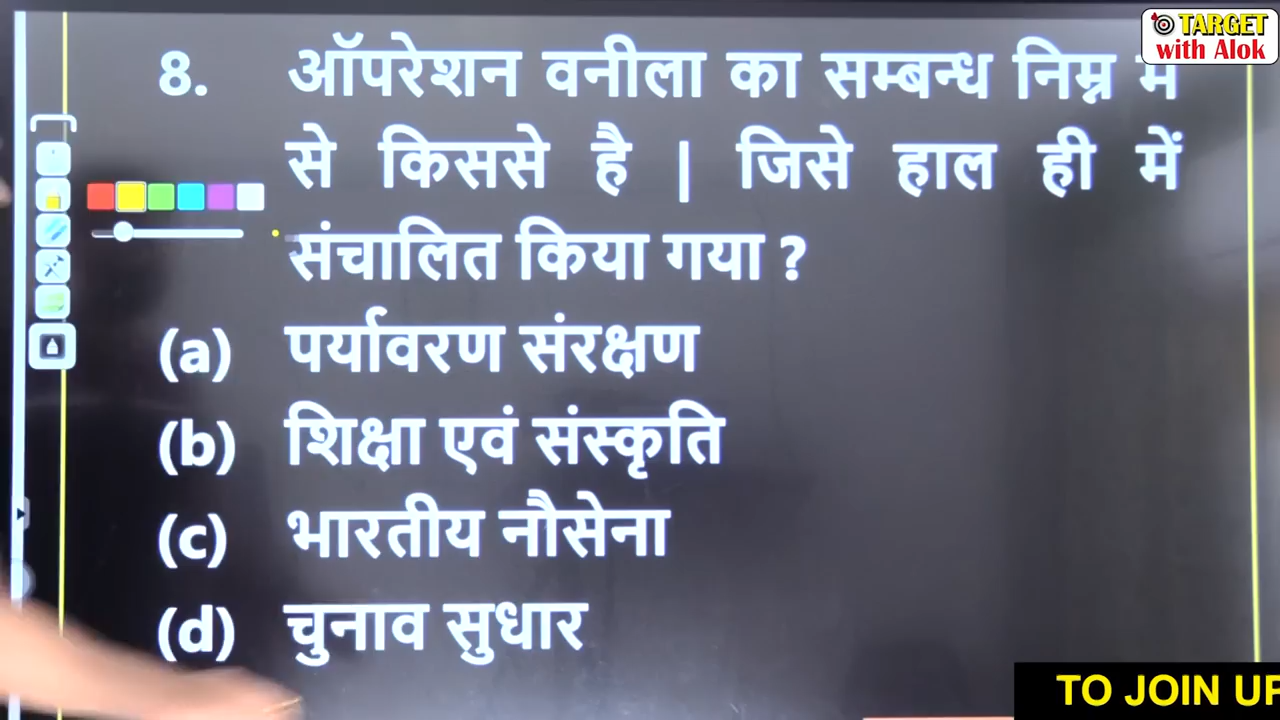 TARGET
with Alok
8. ऑपरेशन वनीला का सम्बन्ध निम्न में
से किससे है | जिसे हाल ही में
संचालित किया गया ?
(a) पर्यावरण संरक्षण
(b) शिक्षा एवं संस्कृति
(c) भारतीय नौसेना
(d) चुनाव सुधार
TO JOIN UP